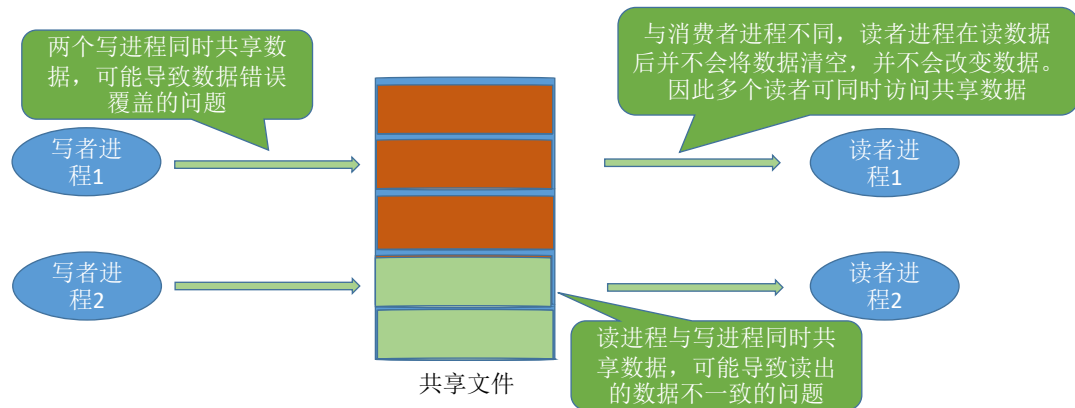 两个写进程同时共享数
据，可能导致数据错误
覆盖的问题
与消费者进程不同，读者进程在读数据
后并不会将数据清空，并不会改变数据。
因此多个读者可同时访问共享数据
写者进
程1
读者进
程1
写者进
程2
读者进
程2
读进程与写进程同时共
享数据，可能导致读出
的数据不一致的问题
共享文件